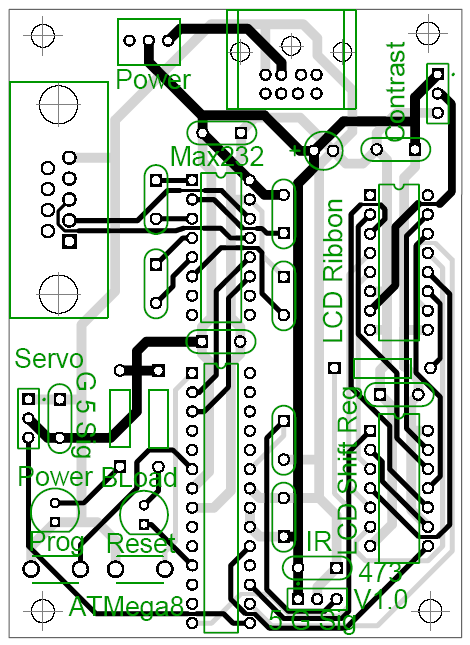 Power
Contrast
Max232
LCD Ribbon
Servo
G 5 Sig
Power BLoad
LCD Shift Reg
Prog
Reset
IR
473
ATMega8
V1.0
5 G Sig